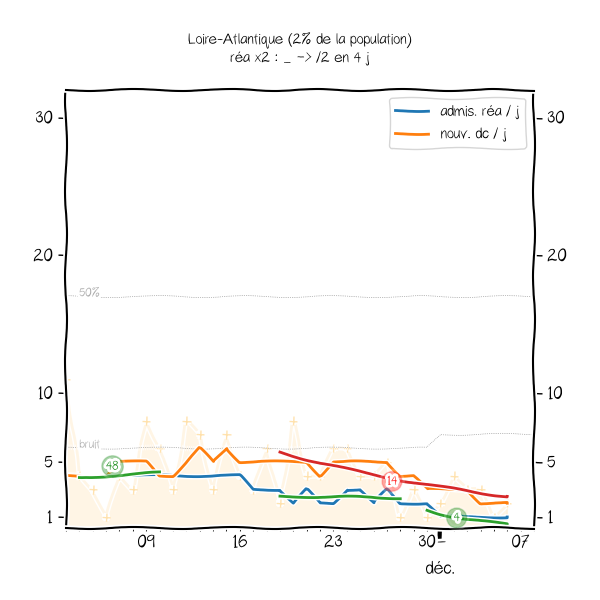 Loire-Atlantique (2% de la population)
réa x2 : _ -> /2 en 4 j
admis. réa / j
nouv. dc / j
30 30
20 20
50%
10 10
bruit
48
5 5
14
4
1 1
09 16 23 30 07
déc.